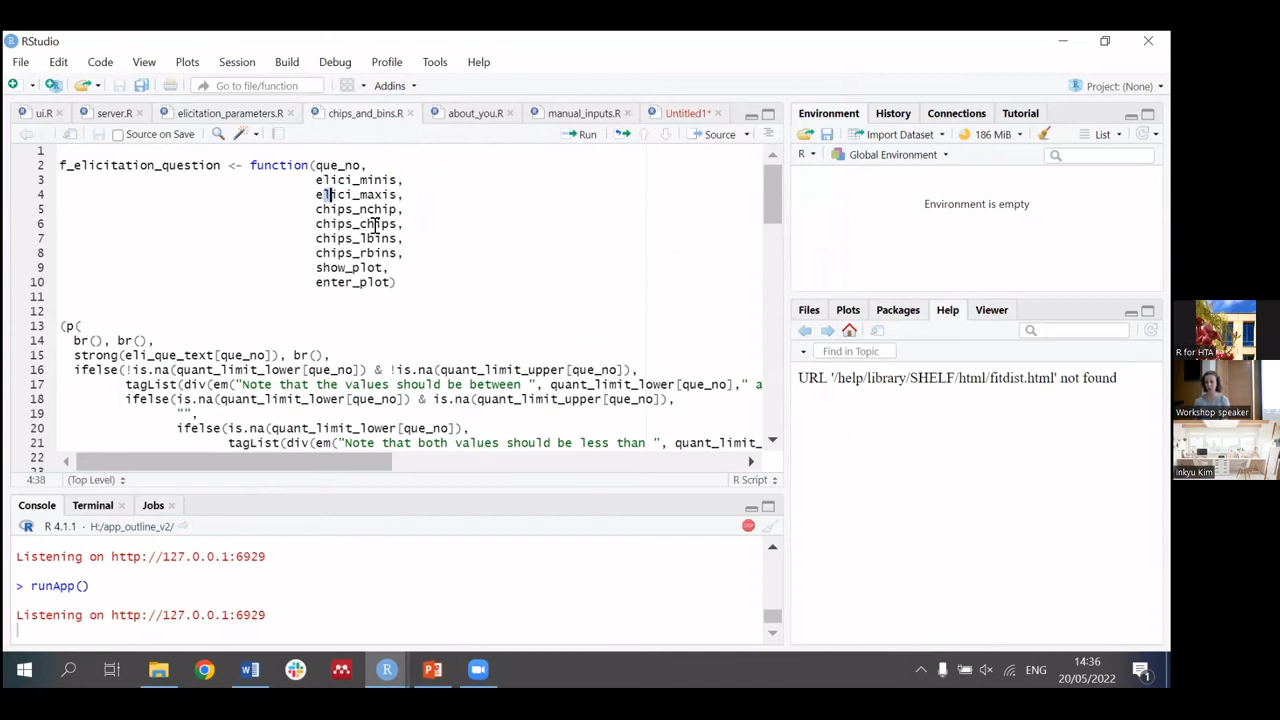 RStudio
File Edit Code View Plots Session Build Debug Profile Tools Help
Go to file/function Addins Project: (None)
ui.R server.R elicitation_parameters.R chips_and_bins.R about_you.R manual_inputs.R Untitled1*
Source on Save Run Source
1
2 f_elicitation_question <- function(que_no,
3 elici_minis,
4 elici_maxis,
5 chips_nchip,
6 chips_chips,
7 chips_lbins,
8 chips_rbins,
9 show_plot,
10 enter_plot)
11
12
13 (p(
14 br(), br(),
15 strong(eli_que_text[que_no]), br(),
16 ifelse(!is.na(quant_limit_lower[que_no]) & !is.na(quant_limit_upper[que_no]),
17 tagList(div(em("Note that the values should be between ", quant_limit_lower[que_no]," a
18 ifelse(is.na(quant_limit_lower[que_no]) & is.na(quant_limit_upper[que_no]),
19 "",
20 ifelse(is.na(quant_limit_lower[que_no]),
21 tagList(div(em("Note that both values should be less than ", quant_limit_
22
4:38 (Top Level) R Script
Console Terminal Jobs
R 4.1.1 · H:/app_outline_v2/
Listening on http://127.0.0.1:6929
> runApp()
Listening on http://127.0.0.1:6929
Environment History Connections Tutorial
Import Dataset 186 MiB List
R Global Environment
Environment is empty
Files Plots Packages Help Viewer
Find in Topic
URL '/help/library/SHELF/html/fitdist.html' not found
R for HTA
Workshop speaker
Inkyu Kim
ENG 14:36
20/05/2022
1